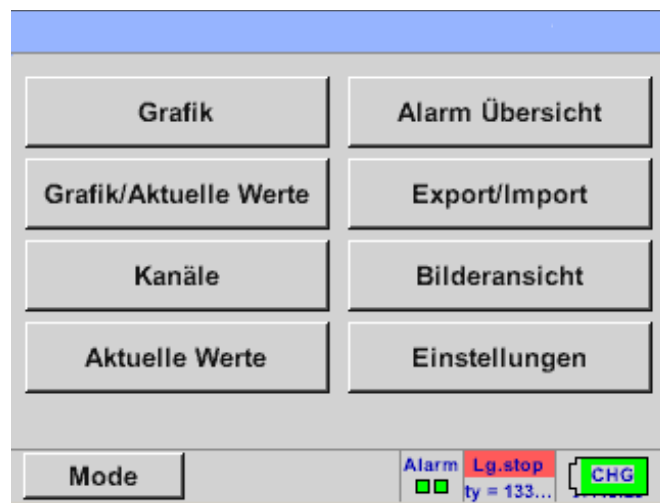 Grafik
Alarm Übersicht
Grafik/Aktuelle Werte
Export/Import
Kanäle
Bilderansicht
Aktuelle Werte
Einstellungen
Mode
Alarm
Lg.stop
ty = 133...
CHG